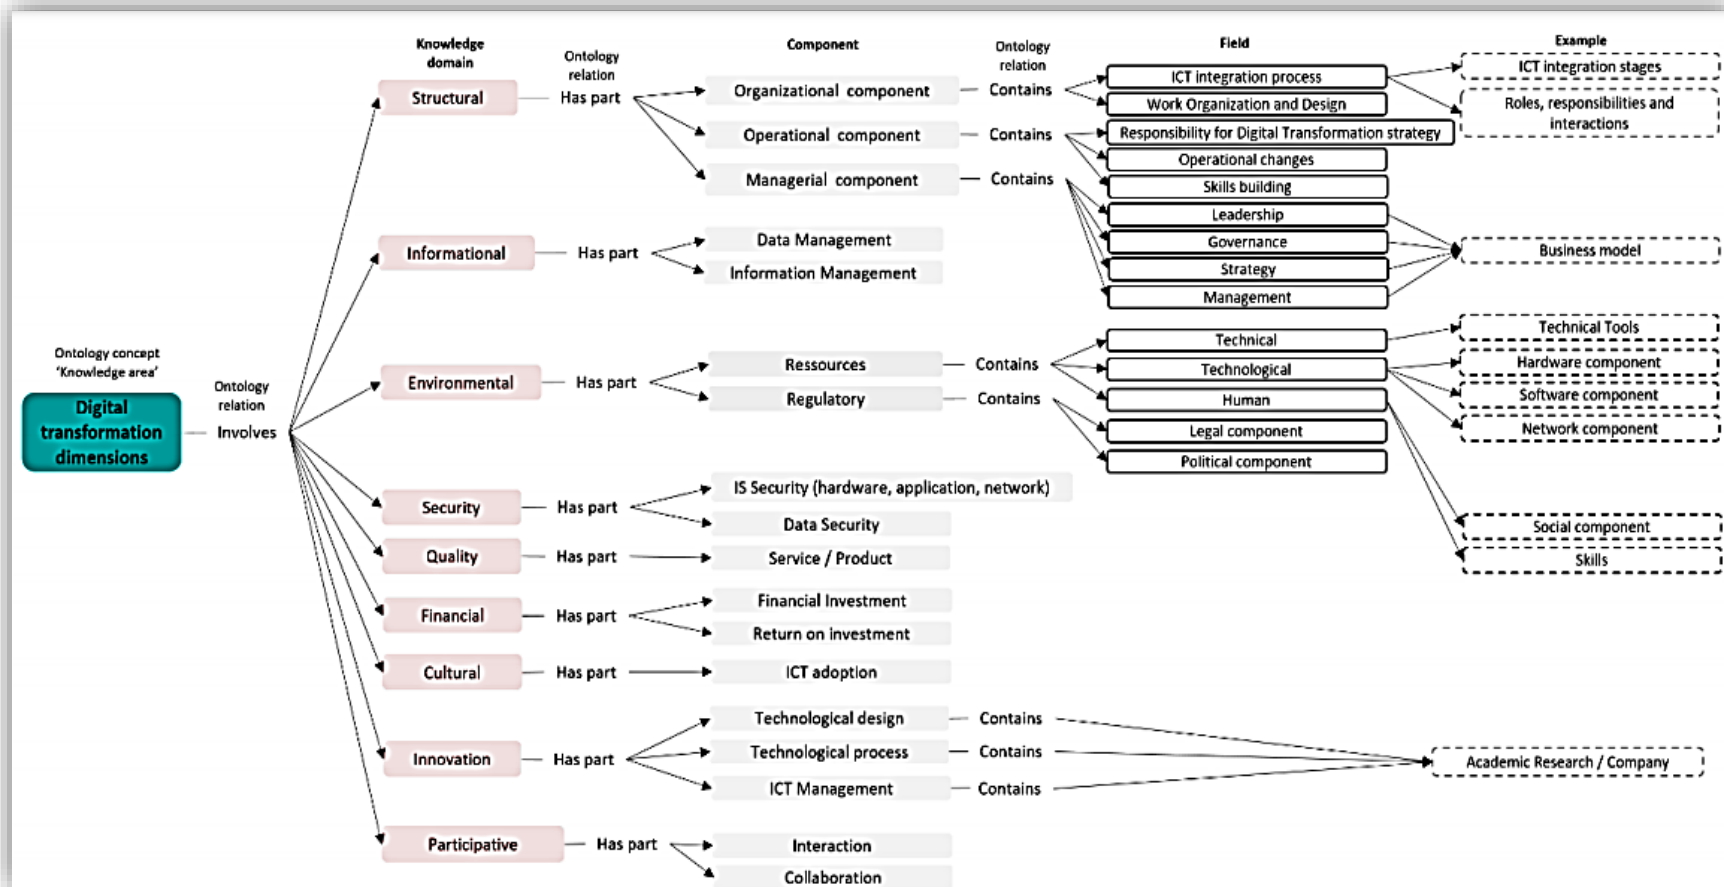 Knowledge
domain
Ontology
relation
Component
Ontology
relation
Field
Example
Structural
Has part
Organizational component
Contains
ICT integration process
ICT integration stages
Work Organization and Design
Roles, responsibilities and
interactions
Operational component
Contains
Responsibility for Digital Transformation strategy
Operational changes
Managerial component
Contains
Skills building
Leadership
Governance
Strategy
Management
Business model
Informational
Has part
Data Management
Information Management
Ontology concept
‘Knowledge area’
Digital
transformation
dimensions
Ontology
relation
Involves
Environmental
Has part
Ressources
Contains
Technical
Technical Tools
Technological
Hardware component
Software component
Network component
Human
Regulatory
Contains
Legal component
Political component
Social component
Skills
Security
Has part
IS Security (hardware, application, network)
Data Security
Quality
Has part
Service / Product
Financial
Has part
Financial Investment
Return on investment
Cultural
Has part
ICT adoption
Innovation
Has part
Technological design
Contains
Technological process
Contains
ICT Management
Contains
Academic Research / Company
Participative
Has part
Interaction
Collaboration